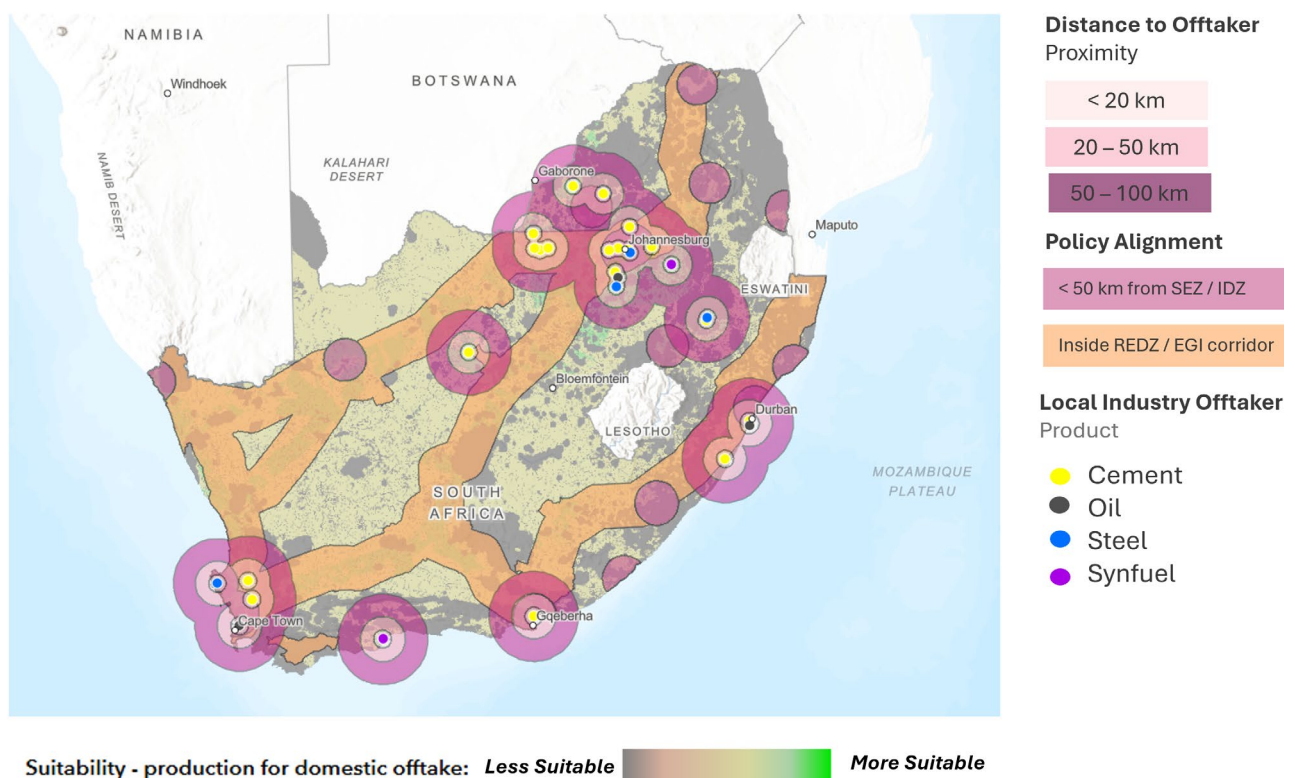 NAMIBIA
Windhoek
BOTSWANA
KALAHARI
DESERT
NAMIB DESERT
Gaborone
Maputo
Johannesburg
ESWATINI
Bloemfontein
LESOTHO
Durban
SOUTH
AFRICA
MOZAMBIQUE
PLATEAU
Cape Town
Gqeberha
Distance to Offtaker
Proximity
< 20 km
20 – 50 km
50 – 100 km
Policy Alignment
< 50 km from SEZ / IDZ
Inside REDZ / EGI corridor
Local Industry Offtaker
Product
Cement
Oil
Steel
Synfuel
Suitability - production for domestic offtake: Less Suitable More Suitable